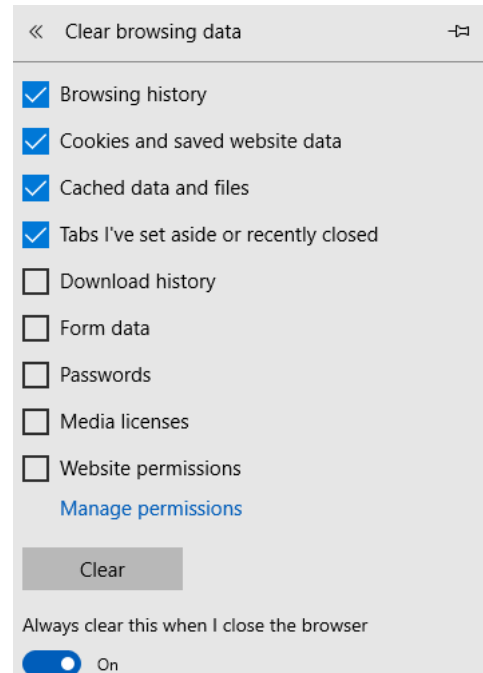 Clear browsing data
Browsing history
Cookies and saved website data
Cached data and files
Tabs I've set aside or recently closed
Download history
Form data
Passwords
Media licenses
Website permissions
Manage permissions
Clear
Always clear this when I close the browser
On